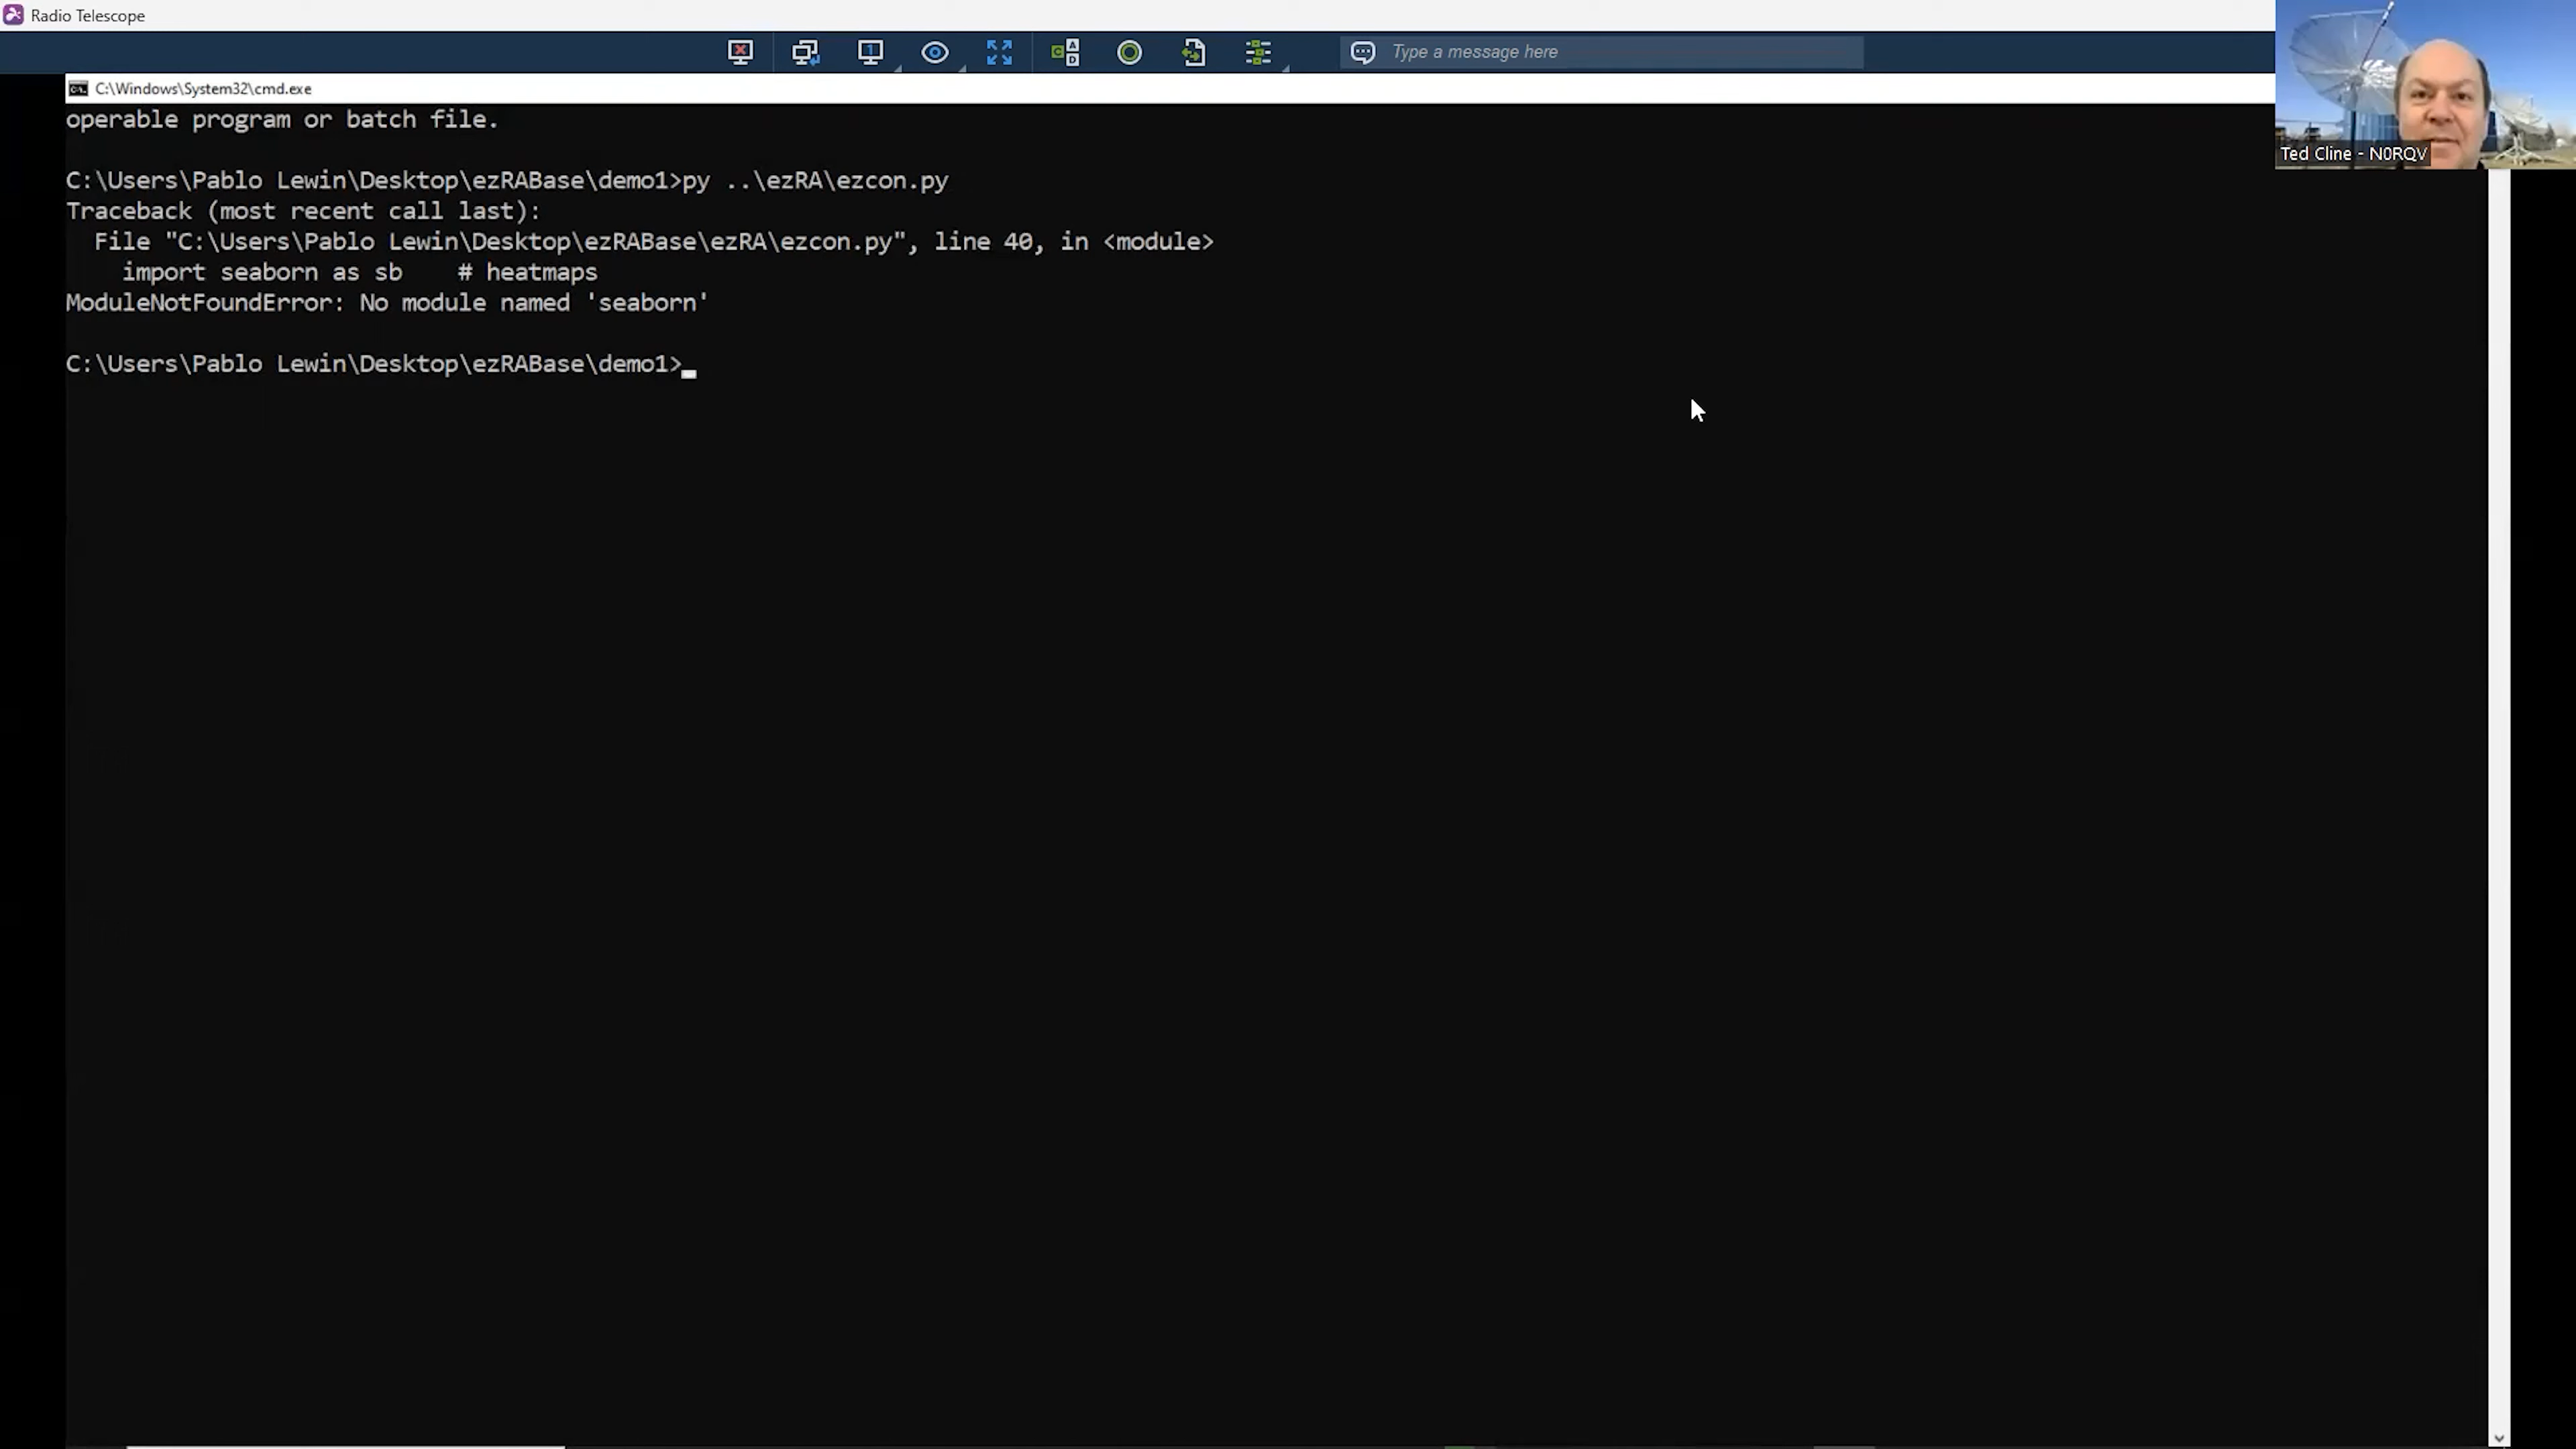 Radio Telescope
Type a message here
Ted Cline - N0RQV
C:\Windows\System32\cmd.exe
operable program or batch file.
C:\Users\Pablo Lewin\Desktop\ezRABase\demo1>py ..\ezRA\ezcon.py
Traceback (most recent call last):
  File "C:\Users\Pablo Lewin\Desktop\ezRABase\ezRA\ezcon.py", line 40, in <module>
    import seaborn as sb    # heatmaps
ModuleNotFoundError: No module named 'seaborn'
C:\Users\Pablo Lewin\Desktop\ezRABase\demo1>